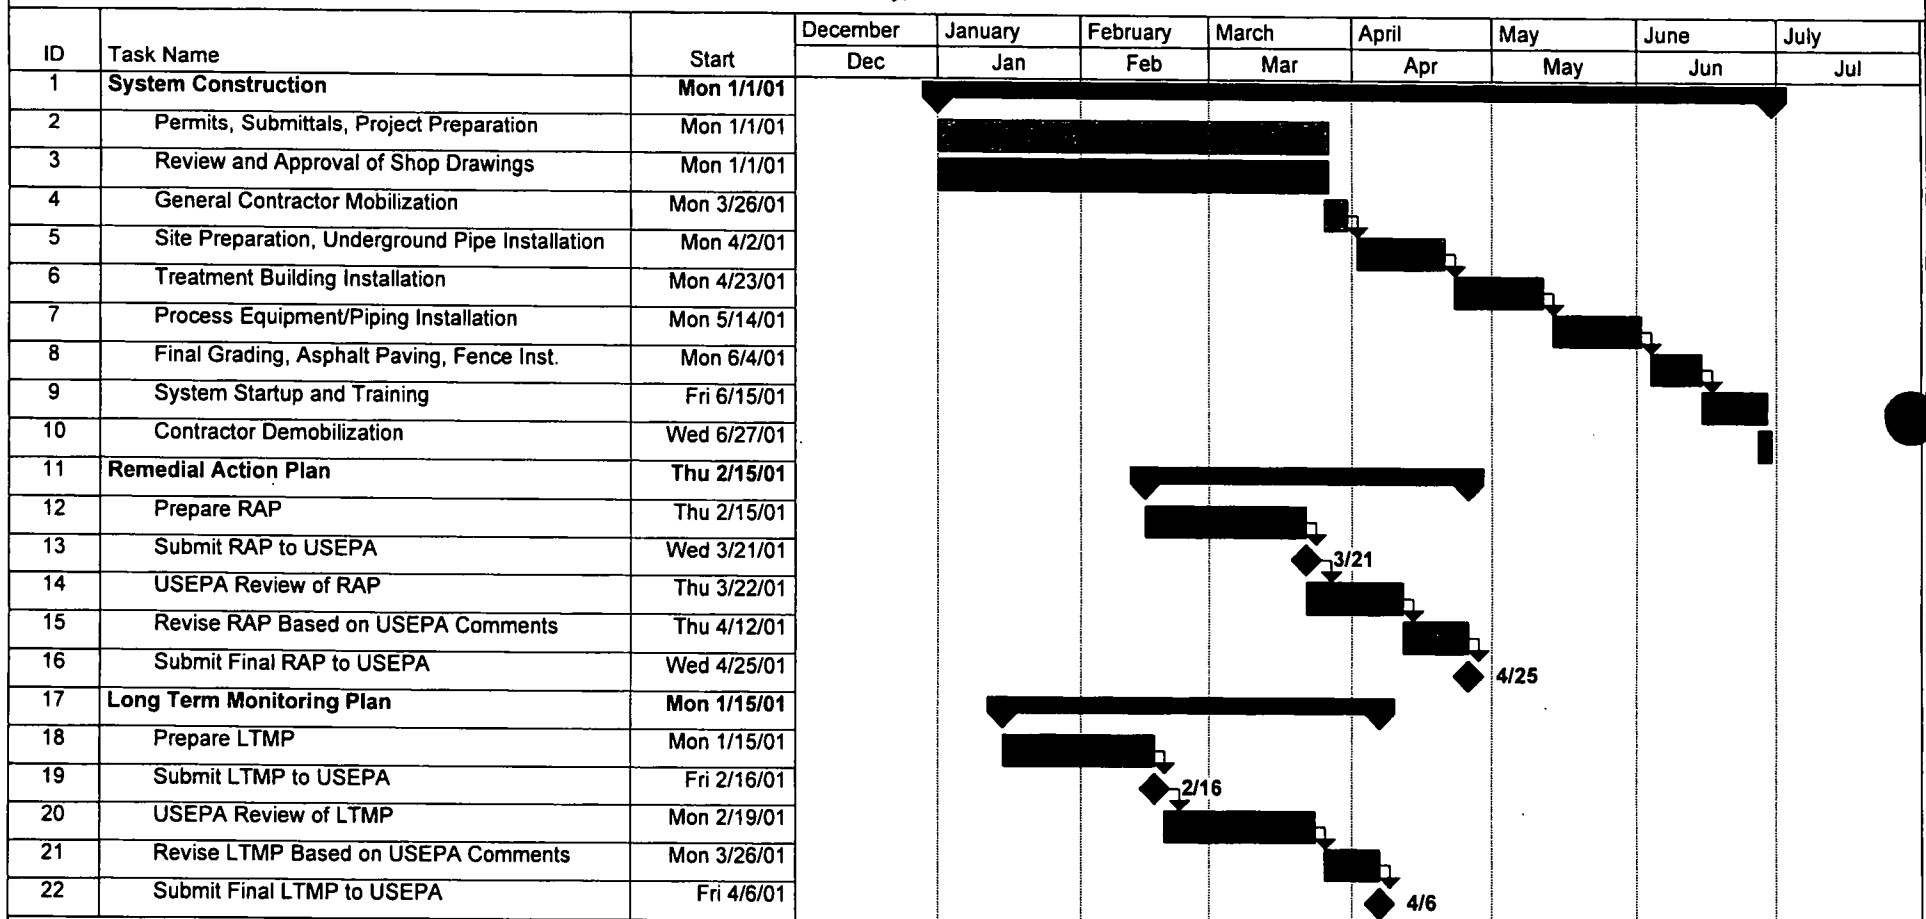 December January February March April May June July
ID Task Name Start Dec Jan Feb Mar Apr May Jun Jul
1 System Construction Mon 1/1/01
2 Permits, Submittals, Project Preparation Mon 1/1/01
3 Review and Approval of Shop Drawings Mon 1/1/01
4 General Contractor Mobilization Mon 3/26/01
5 Site Preparation, Underground Pipe Installation Mon 4/2/01
6 Treatment Building Installation Mon 4/23/01
7 Process Equipment/Piping Installation Mon 5/14/01
8 Final Grading, Asphalt Paving, Fence Inst. Mon 6/4/01
9 System Startup and Training Fri 6/15/01
10 Contractor Demobilization Wed 6/27/01
11 Remedial Action Plan Thu 2/15/01
12 Prepare RAP Thu 2/15/01
13 Submit RAP to USEPA Wed 3/21/01 3/21
14 USEPA Review of RAP Thu 3/22/01
15 Revise RAP Based on USEPA Comments Thu 4/12/01
16 Submit Final RAP to USEPA Wed 4/25/01 4/25
17 Long Term Monitoring Plan Mon 1/15/01
18 Prepare LTMP Mon 1/15/01
19 Submit LTMP to USEPA Fri 2/16/01 2/16
20 USEPA Review of LTMP Mon 2/19/01
21 Revise LTMP Based on USEPA Comments Mon 3/26/01
22 Submit Final LTMP to USEPA Fri 4/6/01 4/6